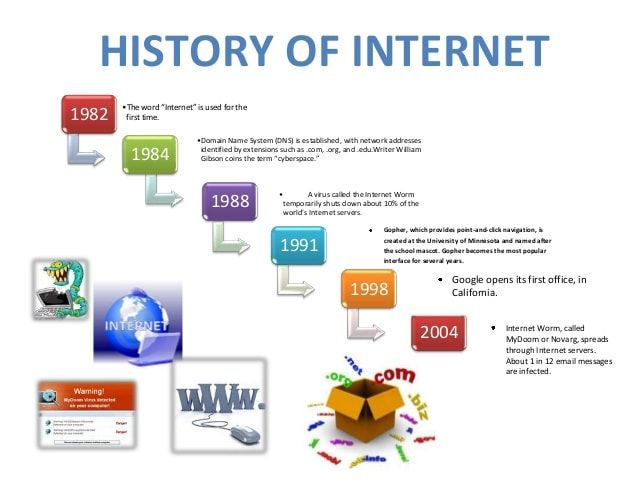 HISTORY OF INTERNET
1982
•The word “Internet” is used for the
first time.
1984
•Domain Name System (DNS) is established, with network addresses
identified by extensions such as .com, .org, and .edu.Writer William
Gibson coins the term “cyberspace.”
1988
• A virus called the Internet Worm
temporarily shuts down about 10% of the
world's Internet servers.
1991
• Gopher, which provides point-and-click navigation, is
created at the University of Minnesota and named after
the school mascot. Gopher becomes the most popular
interface for several years.
1998
• Google opens its first office, in
California.
2004
• Internet Worm, called
MyDoom or Novarg, spreads
through Internet servers.
About 1 in 12 email messages
are infected.
INTERNET
Warning!
MyDoom Virus detected
on your computer!
Danger!
Danger!
www.
.net
.org
com
.biz
.info